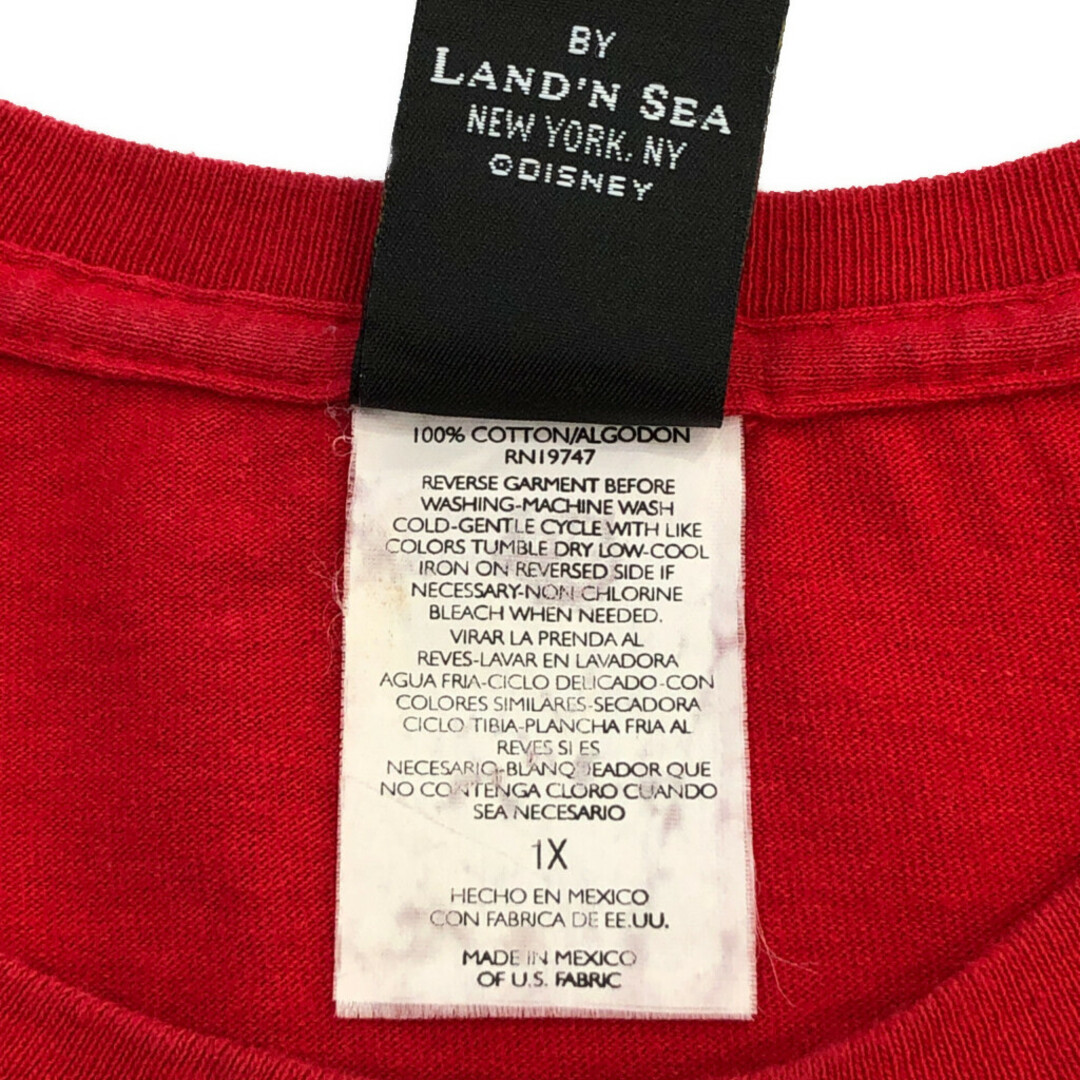 BY
LAND'N SEA
NEW YORK, NY
©DISNEY
100% COTTON/ALGODON
RN19747
REVERSE GARMENT BEFORE
WASHING-MACHINE WASH
COLD-GENTLE CYCLE WITH LIKE
COLORS TUMBLE DRY LOW-COOL
IRON ON REVERSED SIDE IF
NECESSARY-NON CHLORINE
BLEACH WHEN NEEDED.
VIRAR LA PRENDA AL
REVES-LAVAR EN LAVADORA
AGUA FRIA-CICLO DELICADO-CON
COLORES SIMILARES-SECADORA
CICLO TIBIA-PLANCHA FRIA AL
REVES SI ES
NECESARIO-BLANQUEADOR QUE
NO CONTENGA CLORO CUANDO
SEA NECESARIO
1X
HECHO EN MEXICO
CON FABRICA DE EE.UU.
MADE IN MEXICO
OF U.S. FABRIC